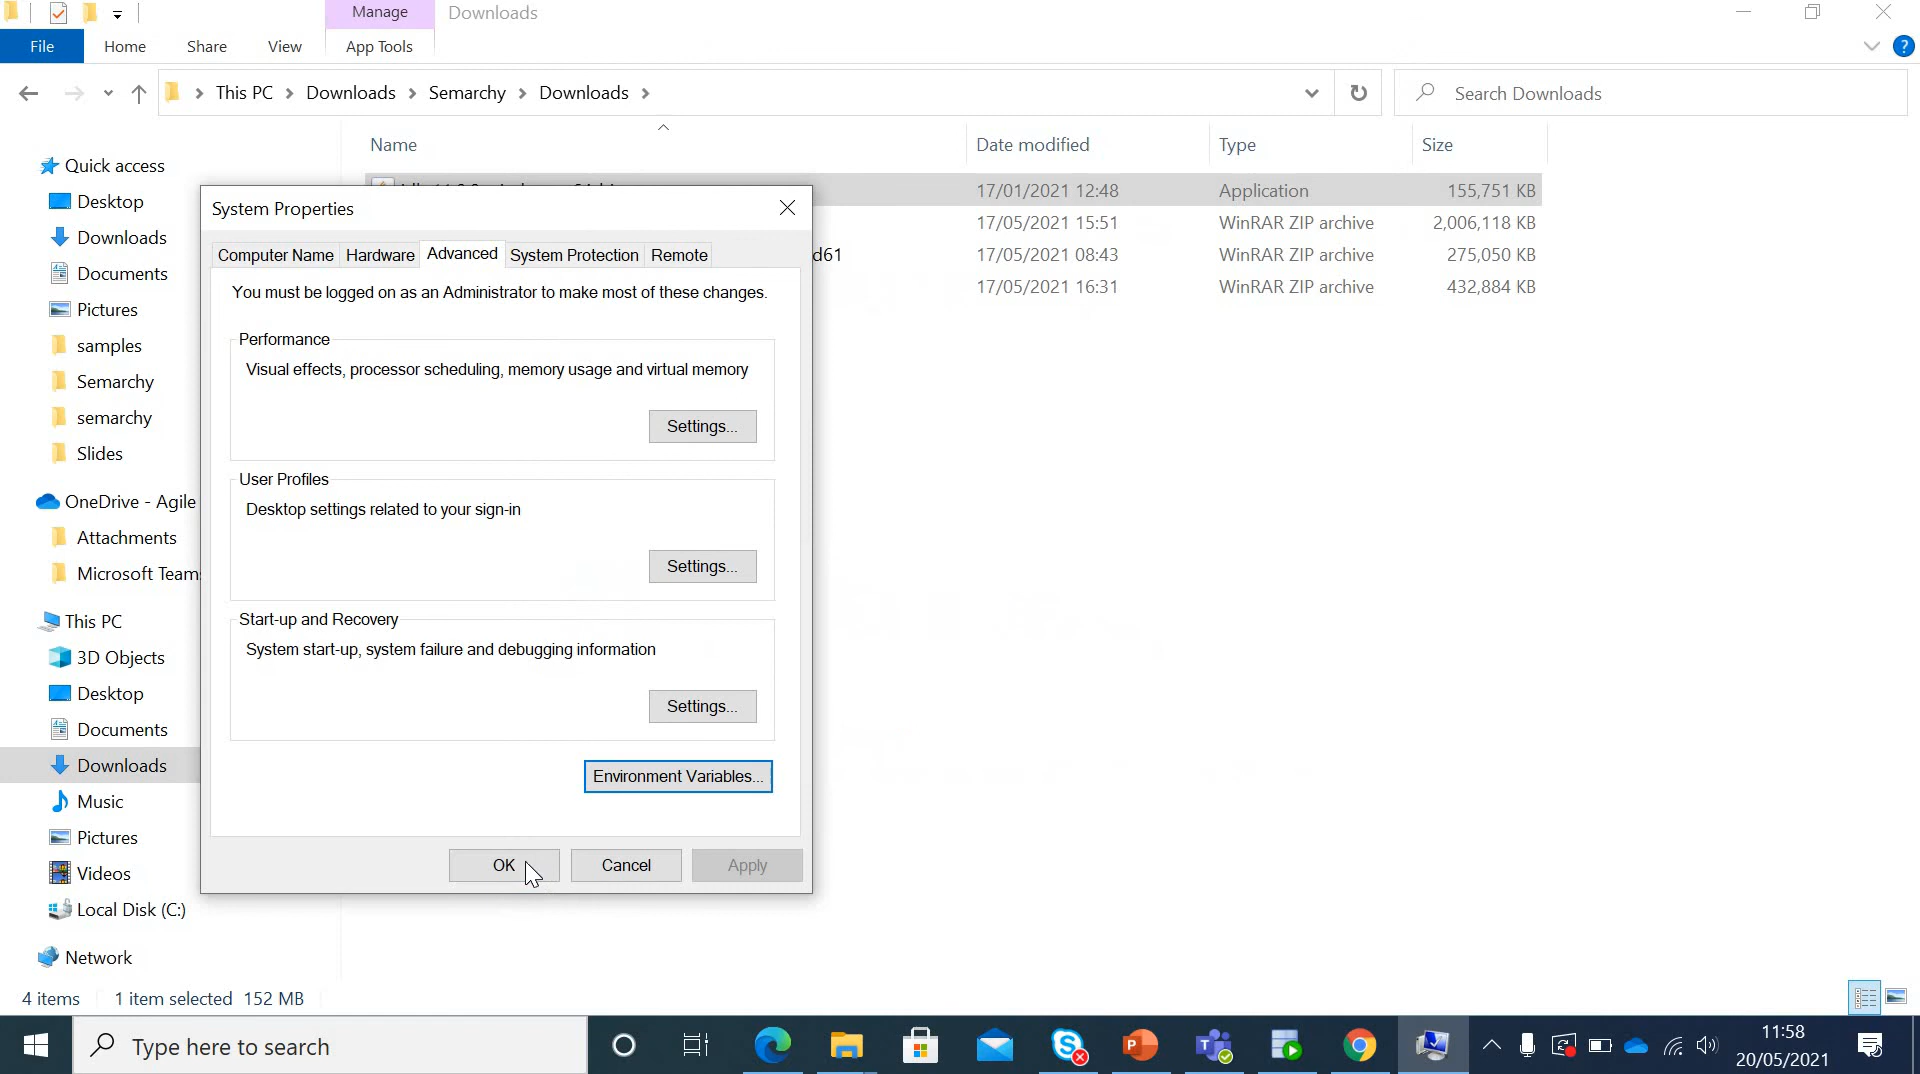 Manage
Downloads
File
Home
Share
View
App Tools
This PC
Downloads
Semarchy
Downloads
Search Downloads
Name
Date modified
Type
Size
17/01/2021 12:48
Application
155,751 KB
17/05/2021 15:51
WinRAR ZIP archive
2,006,118 KB
d61
17/05/2021 08:43
WinRAR ZIP archive
275,050 KB
17/05/2021 16:31
WinRAR ZIP archive
432,884 KB
Quick access
Desktop
Downloads
Documents
Pictures
samples
Semarchy
semarchy
Slides
OneDrive - Agile
Attachments
Microsoft Team
This PC
3D Objects
Desktop
Documents
Downloads
Music
Pictures
Videos
Local Disk (C:)
Network
System Properties
Computer Name
Hardware
Advanced
System Protection
Remote
You must be logged on as an Administrator to make most of these changes.
Performance
Visual effects, processor scheduling, memory usage and virtual memory
Settings...
User Profiles
Desktop settings related to your sign-in
Settings...
Start-up and Recovery
System start-up, system failure and debugging information
Settings...
Environment Variables...
OK
Cancel
Apply
4 items
1 item selected 152 MB
Type here to search
11:58
20/05/2021